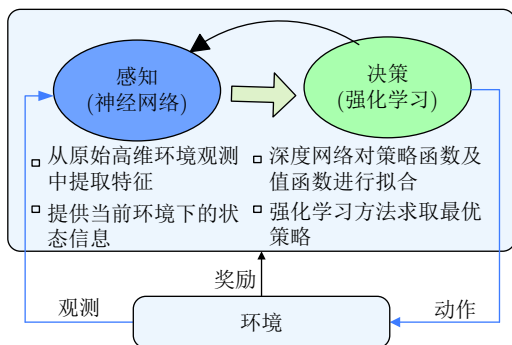 感知
(神经网络)
决策
(强化学习)
从原始高维环境观测
中提取特征
提供当前环境下的状
态信息
深度网络对策略函数及
值函数进行拟合
强化学习方法求取最优
策略
奖励
观测
动作
环境